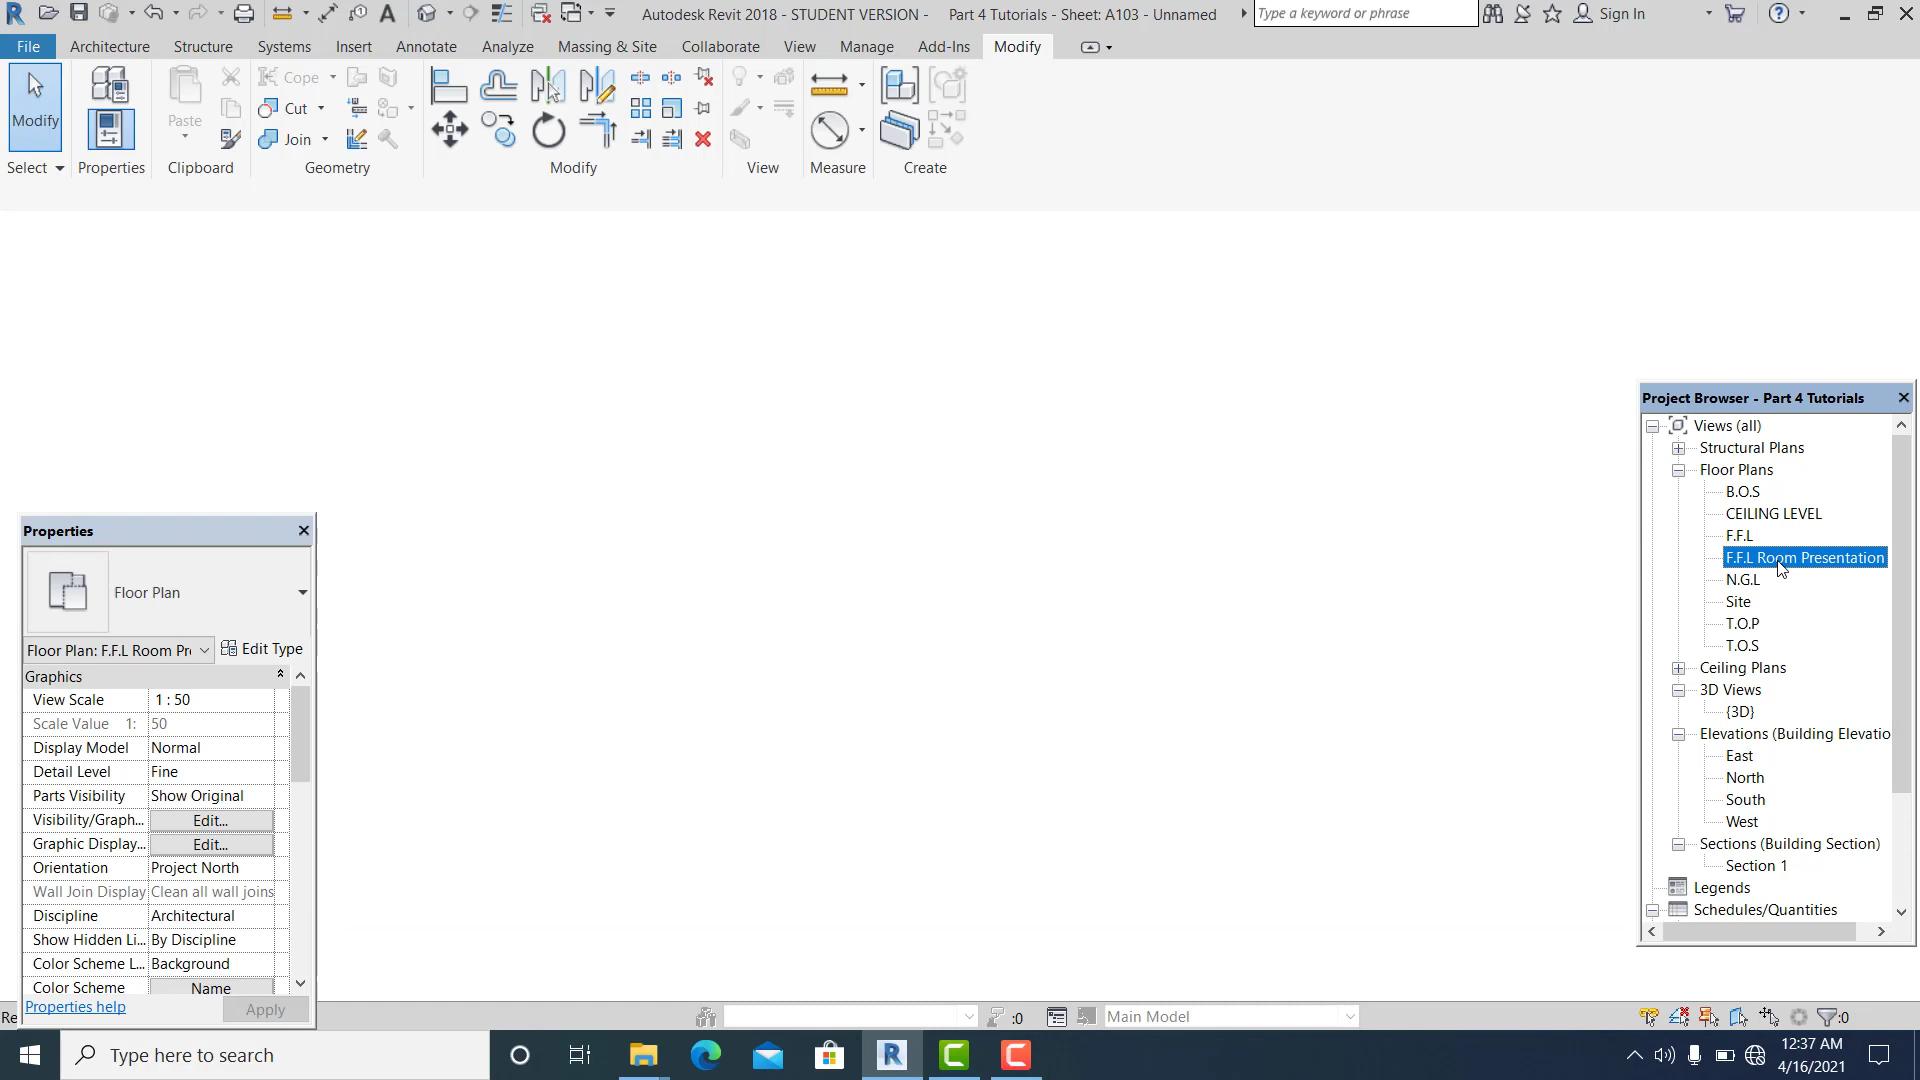 Autodesk Revit 2018 - STUDENT VERSION - Part 4 Tutorials - Sheet: A103 - Unnamed
Type a keyword or phrase
Sign In
File Architecture Structure Systems Insert Annotate Analyze Massing & Site Collaborate View Manage Add-Ins Modify
Modify
Paste
Cope
Cut
Join
Select Properties Clipboard Geometry Modify View Measure Create
Properties
Floor Plan
Floor Plan: F.F.L Room Pr
Edit Type
Graphics
View Scale 1 : 50
Scale Value 1: 50
Display Model Normal
Detail Level Fine
Parts Visibility Show Original
Visibility/Graph... Edit...
Graphic Display... Edit...
Orientation Project North
Wall Join Display Clean all wall joins
Discipline Architectural
Show Hidden Li... By Discipline
Color Scheme L... Background
Color Scheme Name
Properties help
Apply
Project Browser - Part 4 Tutorials
Views (all)
Structural Plans
Floor Plans
B.O.S
CEILING LEVEL
F.F.L
F.F.L Room Presentation
N.G.L
Site
T.O.P
T.O.S
Ceiling Plans
3D Views
{3D}
Elevations (Building Elevatio
East
North
South
West
Sections (Building Section)
Section 1
Legends
Schedules/Quantities
Re
:0
Main Model
:0
Type here to search
12:37 AM
4/16/2021